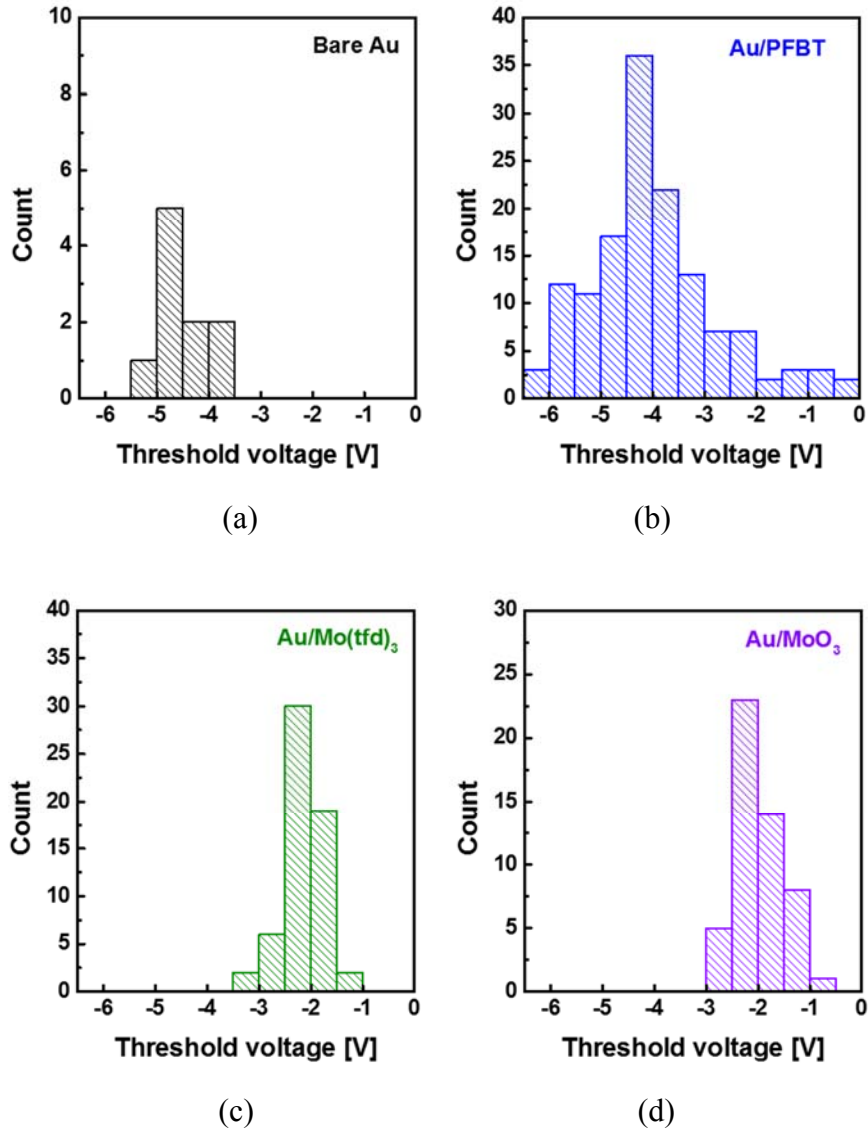 Bare Au
Count
10
8
6
4
2
0
-6 -5 -4 -3 -2 -1 0
Threshold voltage [V]
(a)
Au/PFBT
Count
40
35
30
25
20
15
10
5
0
-6 -5 -4 -3 -2 -1 0
Threshold voltage [V]
(b)
Au/Mo(tfd)₃
Count
40
35
30
25
20
15
10
5
0
-6 -5 -4 -3 -2 -1 0
Threshold voltage [V]
(c)
Au/MoO₃
Count
30
25
20
15
10
5
0
-6 -5 -4 -3 -2 -1 0
Threshold voltage [V]
(d)